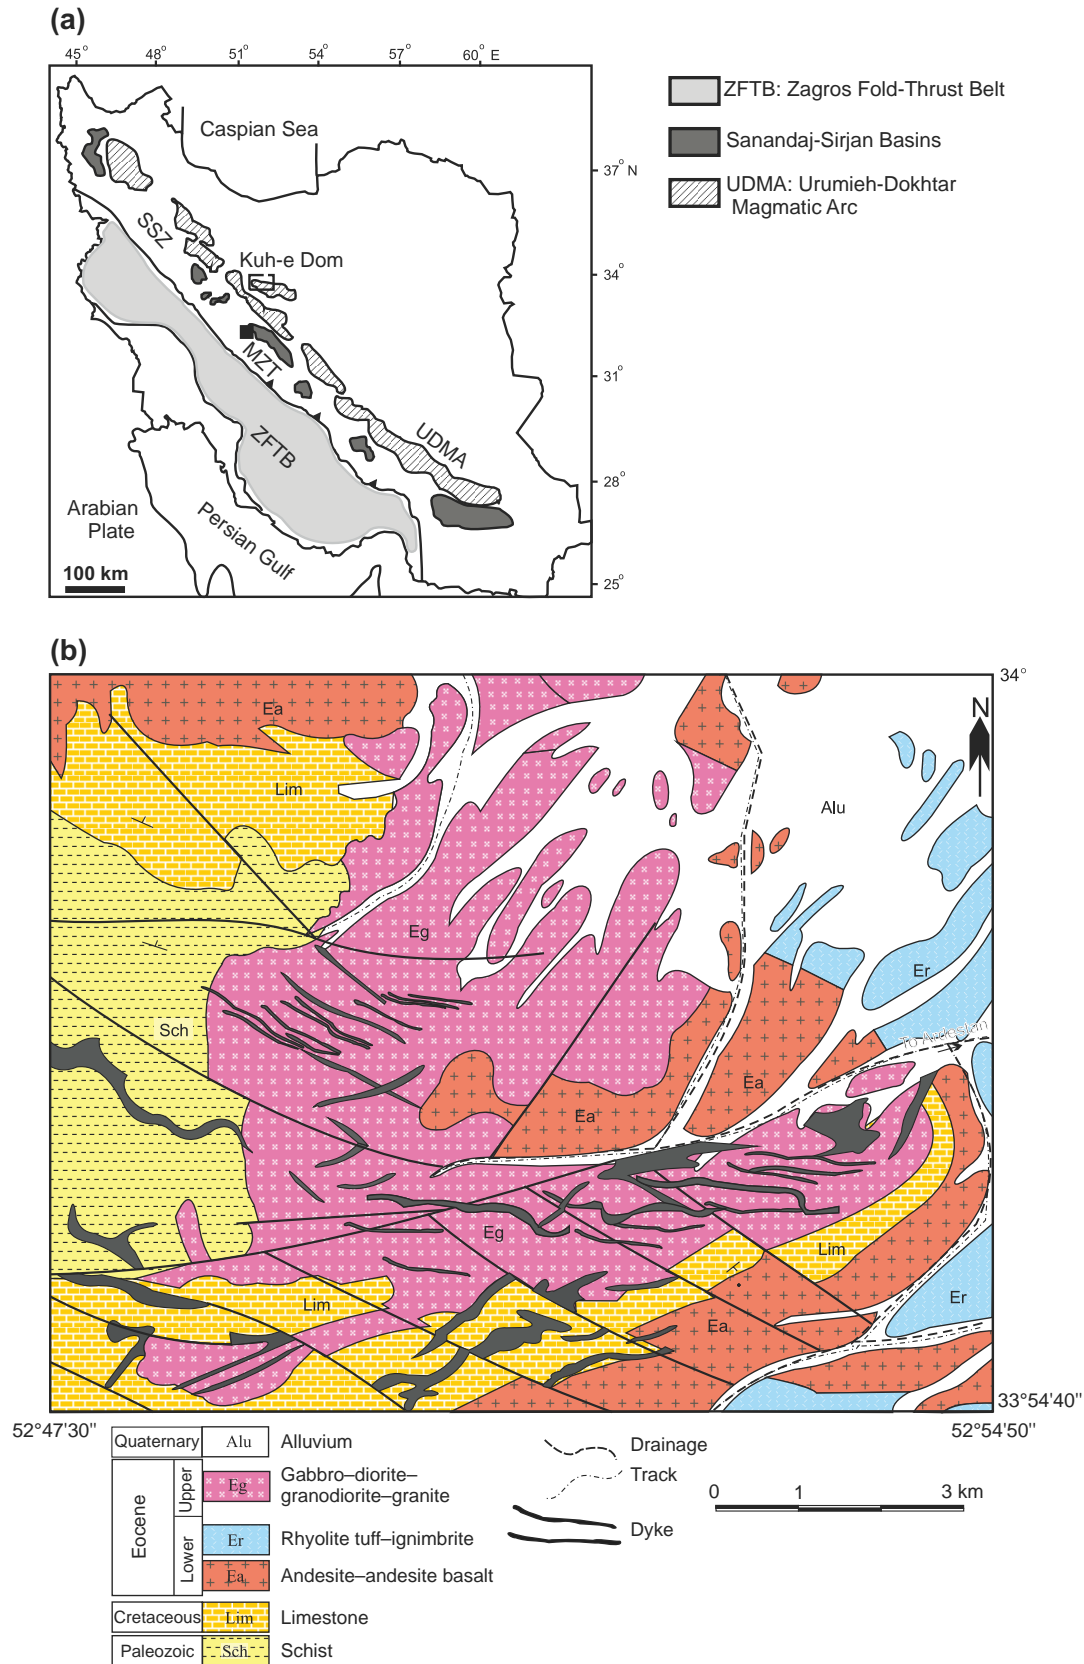 (a)
45° 48° 51° 54° 57° 60° E
Caspian Sea
37° N
SSZ
Kuh-e Dom
34°
MZT
31°
ZFTB
UDMA
28°
Arabian
Plate
Persian Gulf
100 km
25°
ZFTB: Zagros Fold-Thrust Belt
Sanandaj-Sirjan Basins
UDMA: Urumieh-Dokhtar
Magmatic Arc
(b)
34°
N
Ea
Lim
Alu
Eg
Er
Sch
To Ardestan
Ea
Ea
Eg
Lim
Er
Lim
Ea
33°54'40"
52°47'30"
52°54'50"
Quaternary Alu Alluvium
Eocene
Upper
Eg
Gabbro–diorite–
granodiorite–granite
Lower
Er Rhyolite tuff–ignimbrite
Ea Andesite–andesite basalt
Cretaceous Lim Limestone
Paleozoic Sch Schist
Drainage
Track
Dyke
0 1 3 km